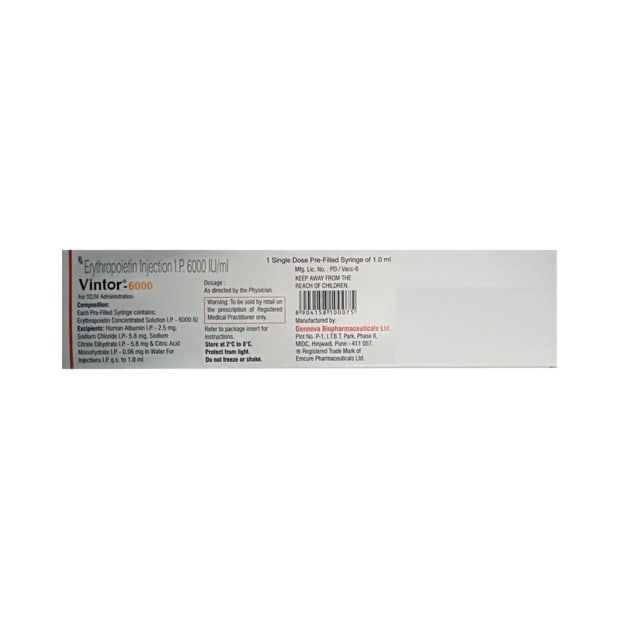 Rx Erythropoietin Injection I.P. 6000 IU/ml
Vintor®-6000
For SC/IV Administration
Composition:
Each Pre-Filled Syringe contains:
Erythropoietin Concentrated Solution I.P. - 6000 IU
Excipients: Human Albumin I.P. - 2.5 mg,
Sodium Chloride I.P.- 5.8 mg, Sodium
Citrate Dihydrate I.P. - 5.8 mg & Citric Acid
Monohydrate I.P. - 0.06 mg in Water For
Injections I.P. q.s. to 1.0 ml
Dosage :
As directed by the Physician.
Warning: To be sold by retail on
the prescription of Registered
Medical Practitioner only.
Refer to package insert for
instructions.
Store at 2°C to 8°C.
Protect from light.
Do not freeze or shake.
1 Single Dose Pre-Filled Syringe of 1.0 ml
Mfg. Lic. No. : PD / Vacc-6
KEEP AWAY FROM THE
REACH OF CHILDREN.
8904158100075
Manufactured by:
Gennova Biopharmaceuticals Ltd.
Plot No. P-1, I.T.B.T. Park, Phase II,
MIDC, Hinjwadi, Pune - 411 057.
® Registered Trade Mark of
Emcure Pharmaceuticals Ltd.